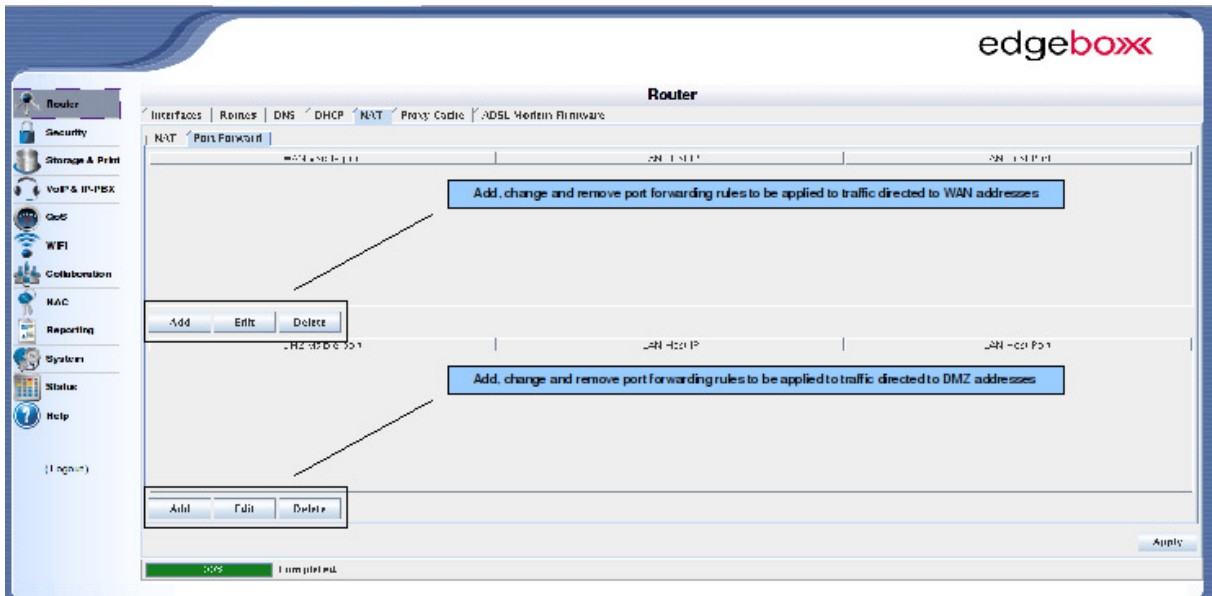 edgeboxx
Router
Router
Interfaces | Routes | DNS DHCP NAT Proxy Cache ADSL Modem Firmware
Security
NAT Port Forward
Storage & Print
VoIP & IP-PBX
Add, change and remove port forwarding rules to be applied to traffic directed to WAN addresses
QoS
WiFi
Collaboration
NAC
Add Edit Delete
Reporting
DMZ Visible port LAN Host IP LAN Host Port
System
Add, change and remove port forwarding rules to be applied to traffic directed to DMZ addresses
Status
Help
(Logout)
Add Edit Delete
Apply
Completed